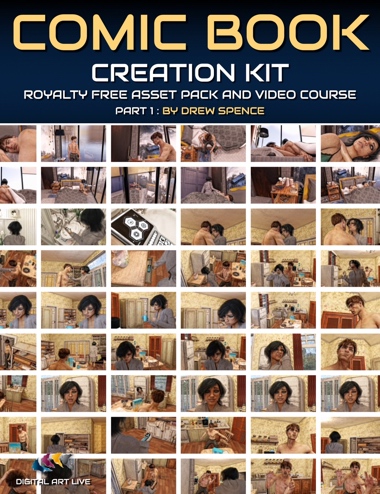 COMIC BOOK
CREATION KIT
ROYALTY FREE ASSET PACK AND VIDEO COURSE
PART 1 : BY DREW SPENCE
DIGITAL ART LIVE